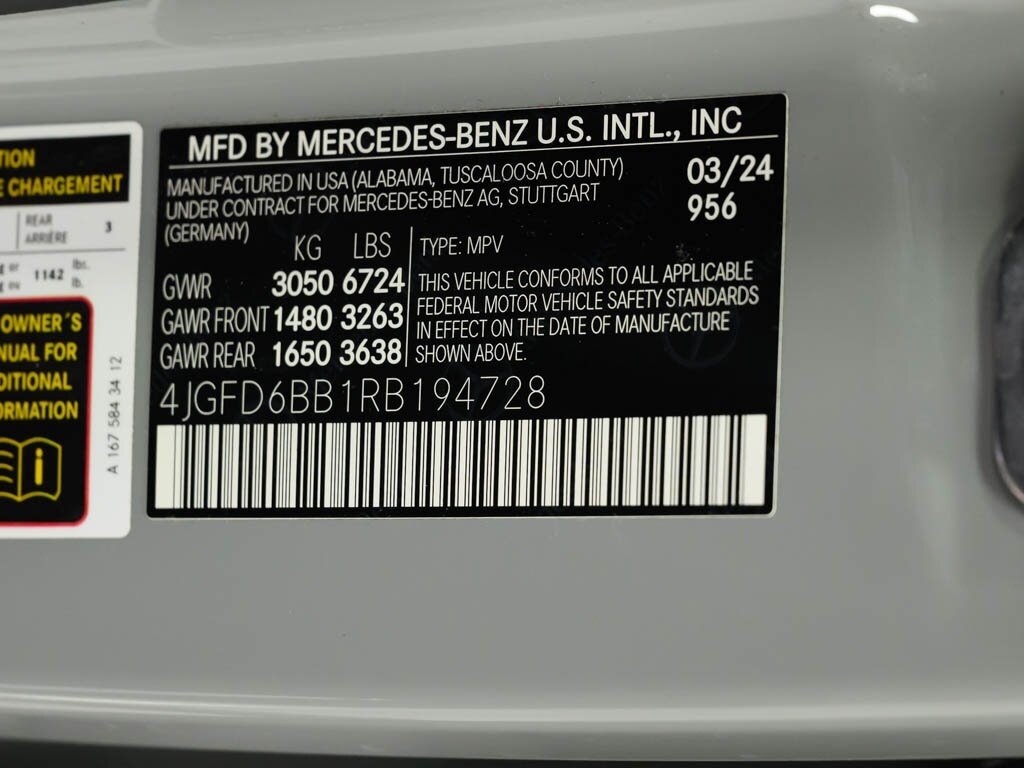 TION
E CHARGEMENT
REAR
ARRIÈRE 3
or 1142 lbs.
ou lb.
OWNER´S
NUAL FOR
DITIONAL
ORMATION
i
A 167 584 34 12
MFD BY MERCEDES-BENZ U.S. INTL., INC
MANUFACTURED IN USA (ALABAMA, TUSCALOOSA COUNTY) 03/24
UNDER CONTRACT FOR MERCEDES-BENZ AG, STUTTGART 956
(GERMANY)
KG LBS
GVWR 3050 6724
GAWR FRONT 1480 3263
GAWR REAR 1650 3638
TYPE: MPV
THIS VEHICLE CONFORMS TO ALL APPLICABLE
FEDERAL MOTOR VEHICLE SAFETY STANDARDS
IN EFFECT ON THE DATE OF MANUFACTURE
SHOWN ABOVE.
4JGFD6BB1RB194728